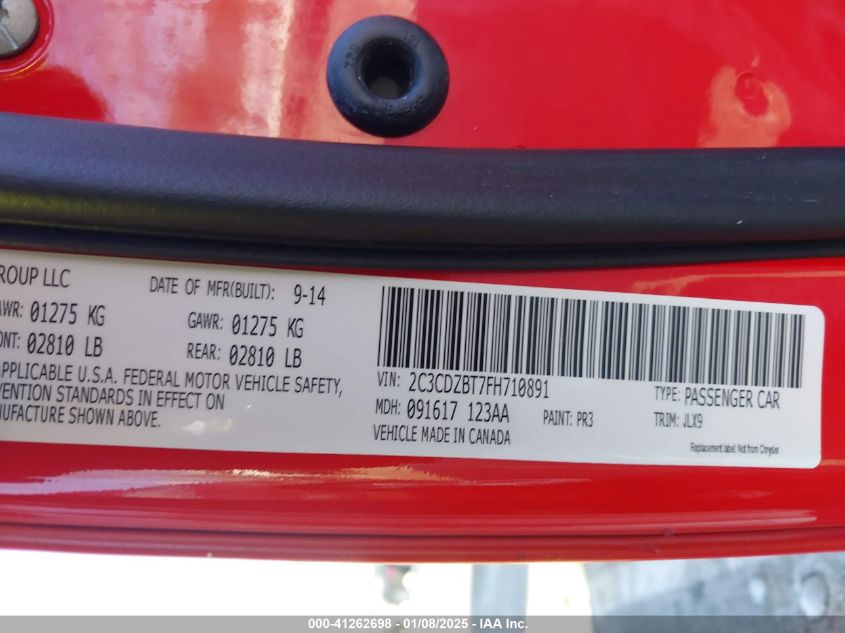 ROUP LLC
DATE OF MFR(BUILT): 9-14
AWR: 01275 KG
GAWR: 01275 KG
ONT: 02810 LB
REAR: 02810 LB
APPLICABLE U.S.A. FEDERAL MOTOR VEHICLE SAFETY,
VENTION STANDARDS IN EFFECT ON
NUFACTURE SHOWN ABOVE.
VIN: 2C3CDZBT7FH710891
TYPE: PASSENGER CAR
MDH: 091617 123AA
PAINT: PR3
TRIM: JLX9
VEHICLE MADE IN CANADA
Replacement label. Not from Chrysler
000-41262698 - 01/08/2025 - IAA Inc.